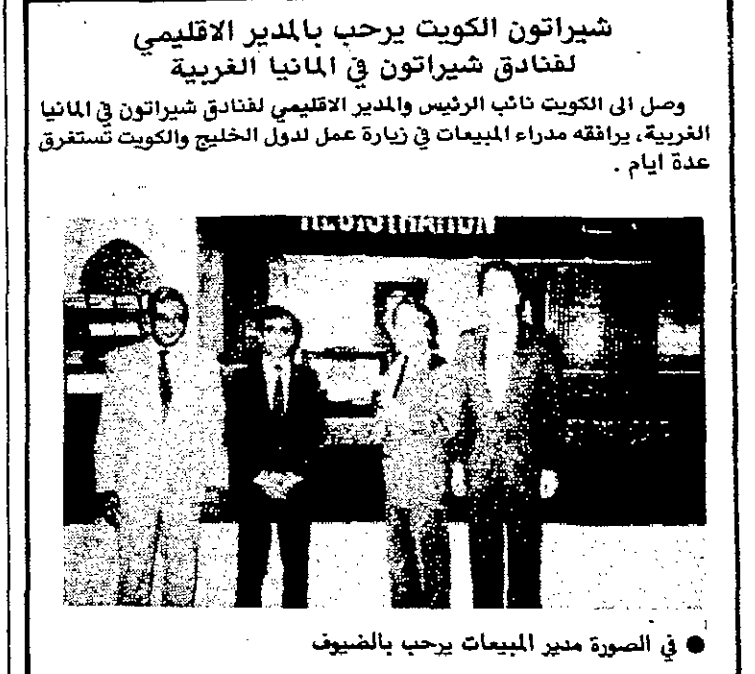 شيراتون الكويت يرحب بالمدير الاقليمي
لفنادق شيراتون في المانيا الغربية
وصل الى الكويت نائب الرئيس والمدير الاقليمي لفنادق شيراتون في المانيا
الغربية، يرافقه مدراء المبيعات في زيارة عمل لدول الخليج والكويت تستغرق
عدة ايام .
REGISTRATION
● في الصورة مدير المبيعات يرحب بالضيوف